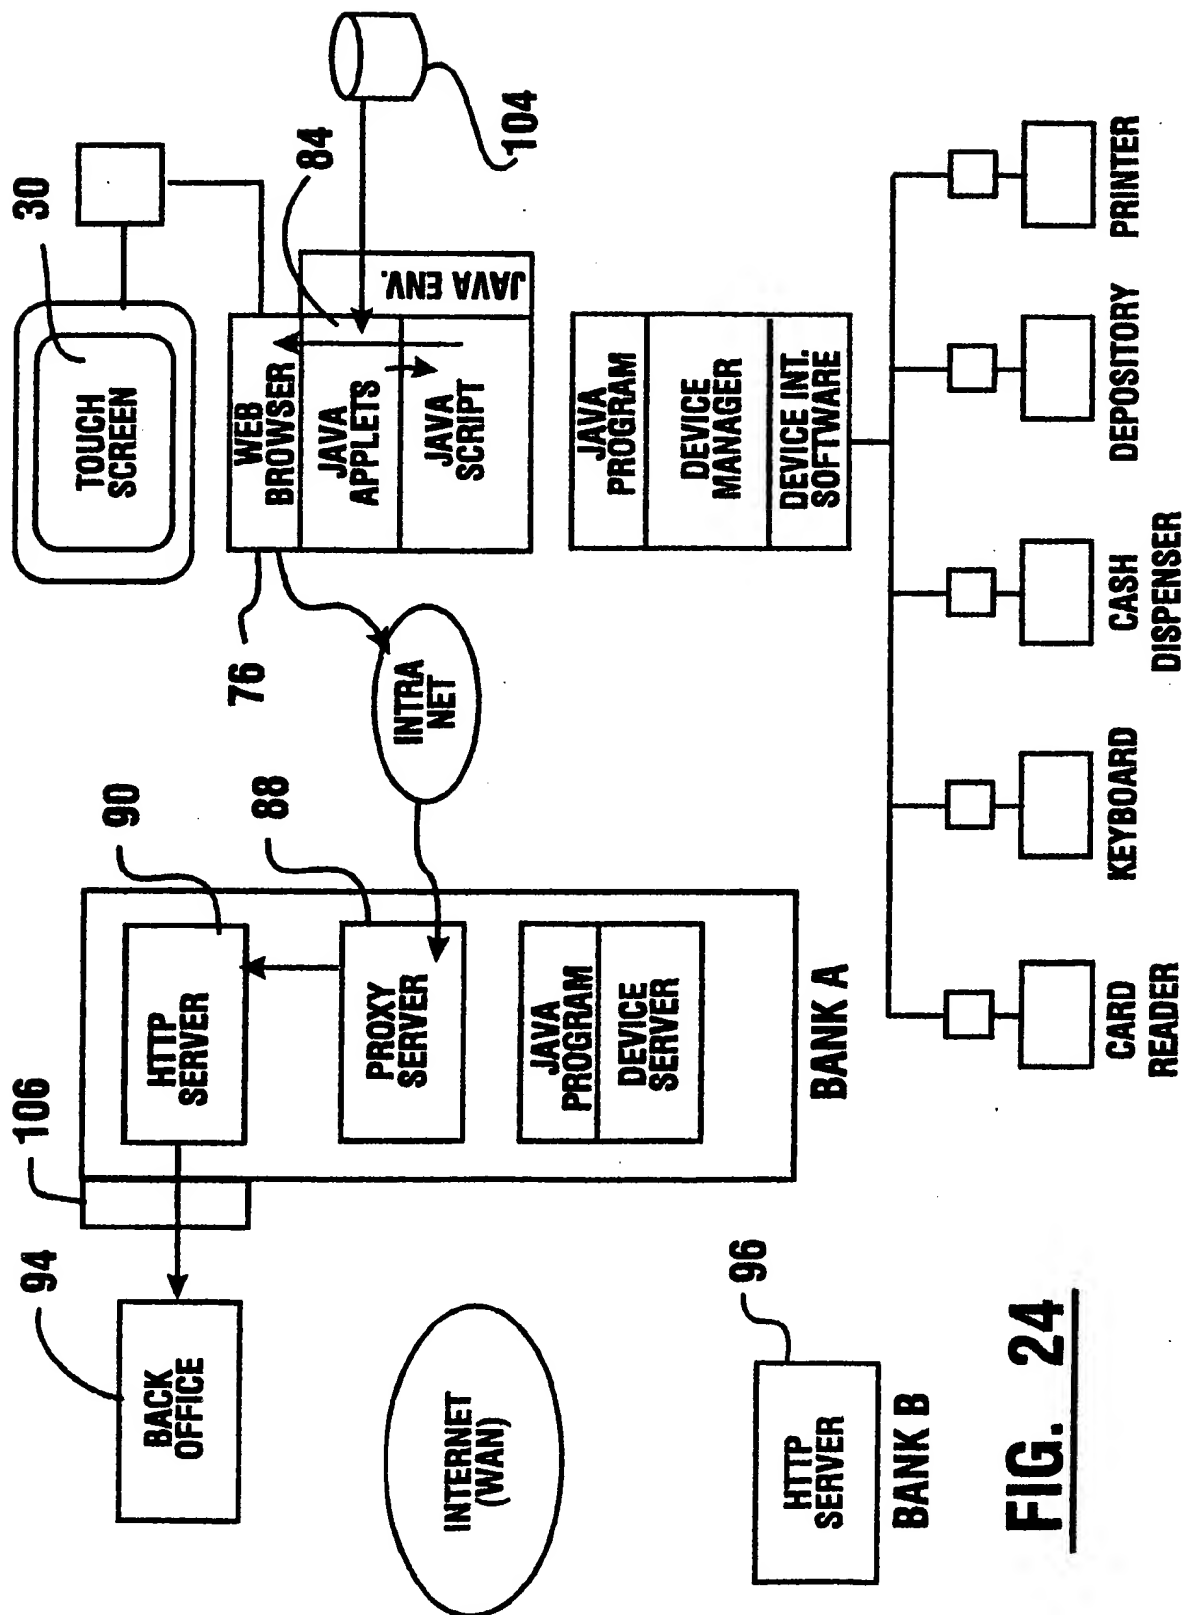 94
106
90
30
BACK
OFFICE
HTTP
SERVER
TOUCH
SCREEN
88
76
84
104
INTERNET
(WAN)
PROXY
SERVER
INTRA
NET
WEB
BROWSER
JAVA
APPLETS
JAVA
SCRIPT
JAVA ENV.
JAVA
PROGRAM
DEVICE
SERVER
BANK A
JAVA
PROGRAM
DEVICE
MANAGER
DEVICE INT.
SOFTWARE
96
HTTP
SERVER
BANK B
CARD
READER
KEYBOARD
CASH
DISPENSER
DEPOSITORY
PRINTER
FIG. 24